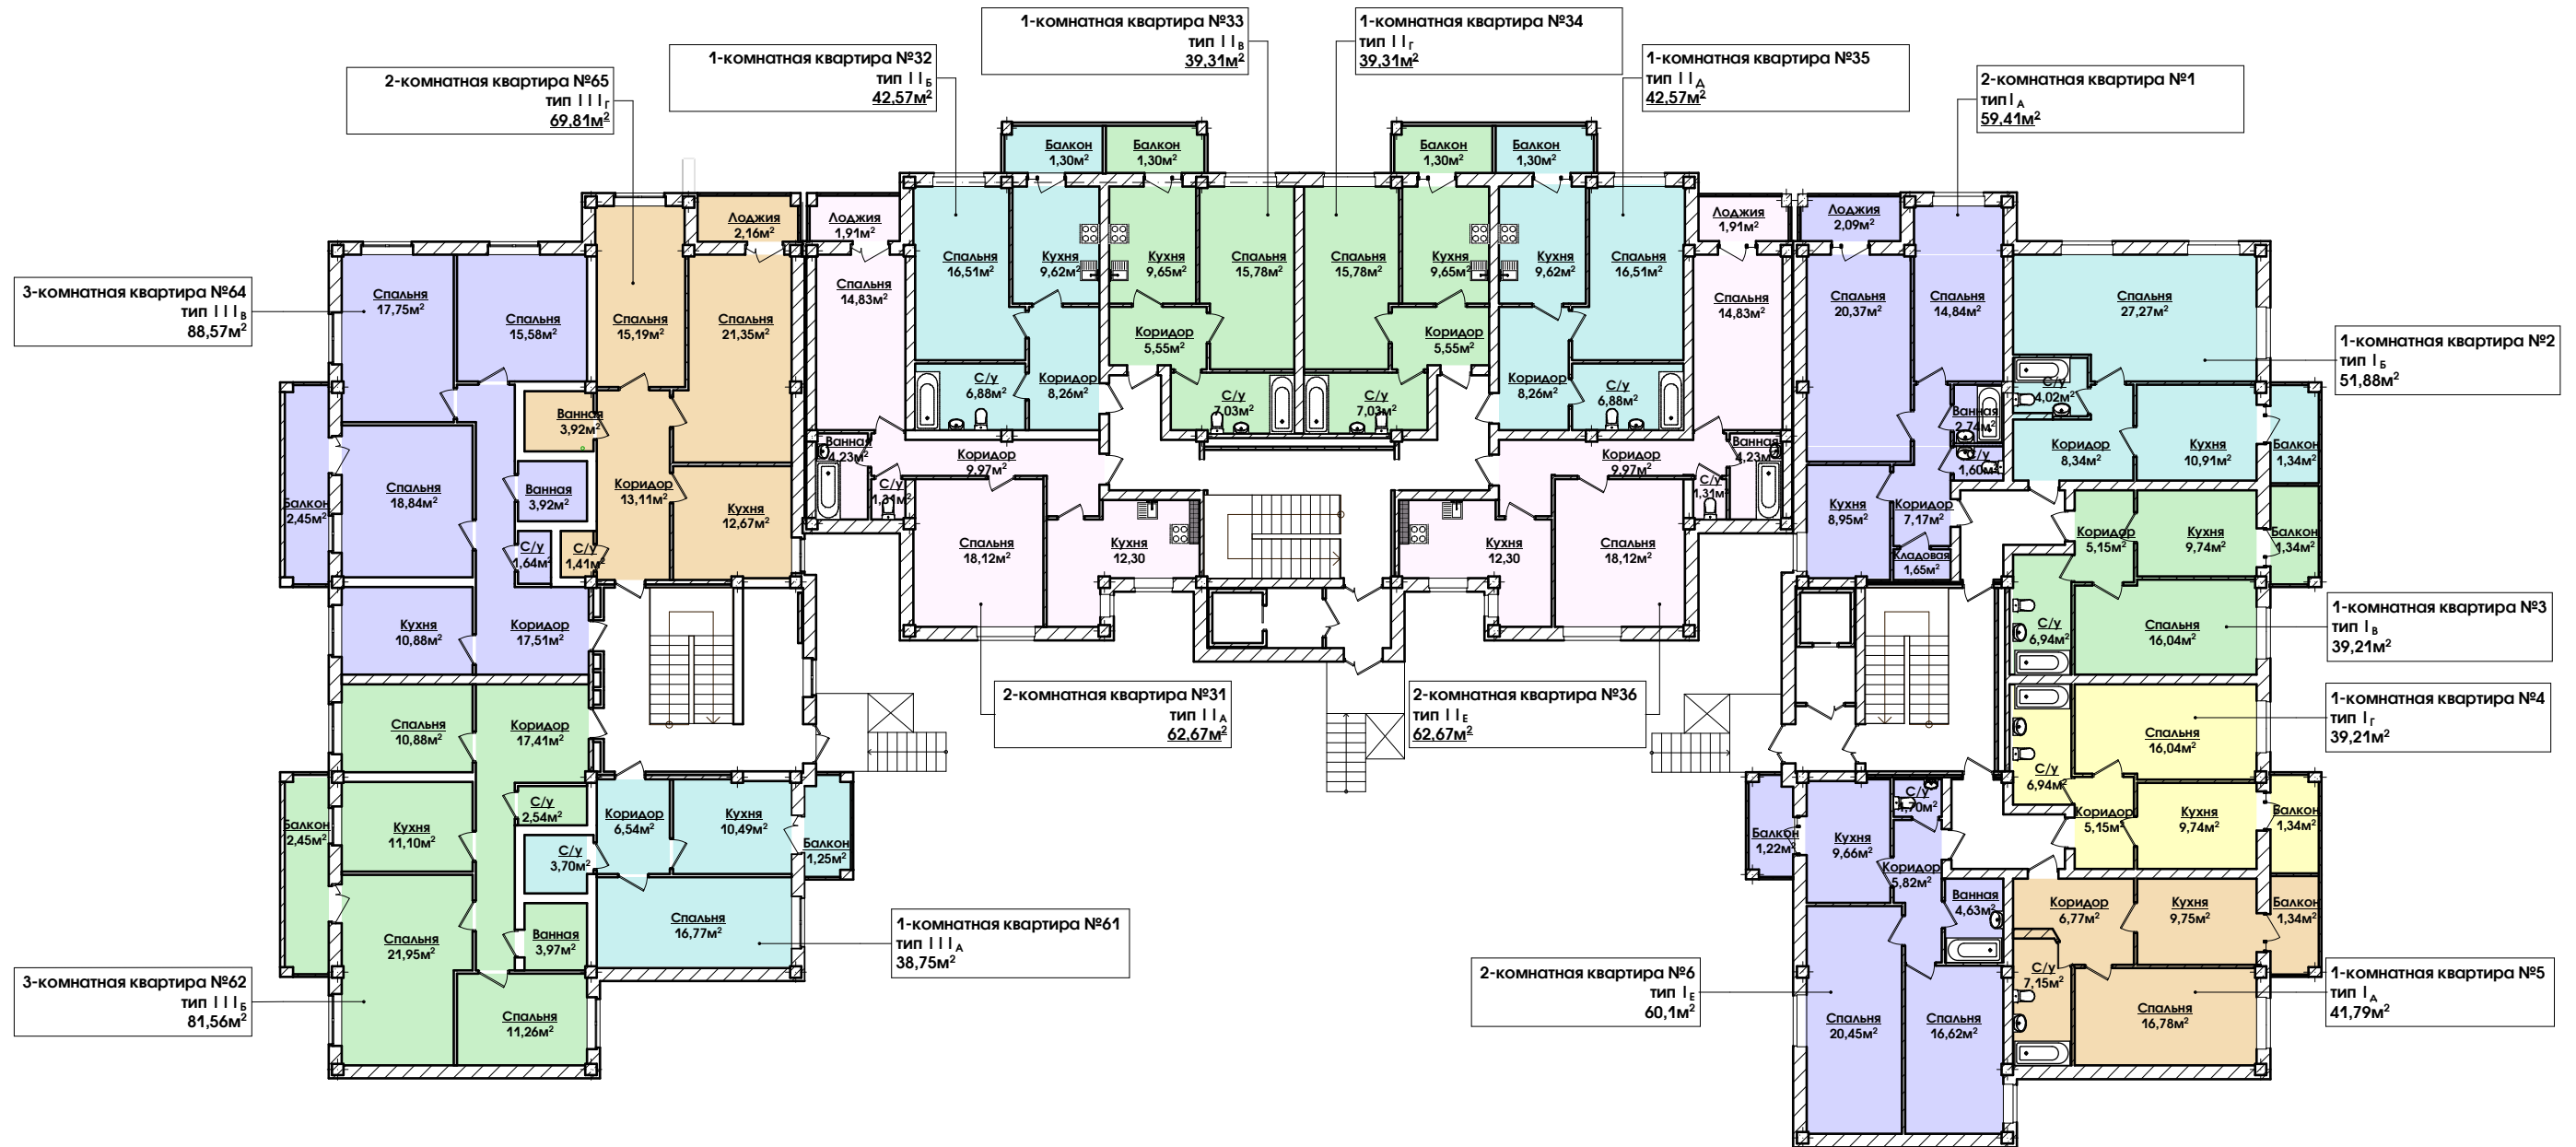 1-комнатная квартира №33
тип II_В
39,31м²
1-комнатная квартира №34
тип II_Г
39,31м²
1-комнатная квартира №32
тип II_Б
42,57м²
1-комнатная квартира №35
тип II_Д
42,57м²
2-комнатная квартира №65
тип III_Г
69,81м²
2-комнатная квартира №1
тип I_А
59,41м²
3-комнатная квартира №64
тип III_В
88,57м²
1-комнатная квартира №2
тип I_Б
51,88м²
1-комнатная квартира №3
тип I_В
39,21м²
1-комнатная квартира №4
тип I_Г
39,21м²
2-комнатная квартира №31
тип II_А
62,67м²
2-комнатная квартира №36
тип II_Е
62,67м²
1-комнатная квартира №61
тип III_А
38,75м²
3-комнатная квартира №62
тип III_Б
81,56м²
2-комнатная квартира №6
тип I_Е
60,1м²
1-комнатная квартира №5
тип I_А
41,79м²
Спальня
17,75м²
Спальня
15,58м²
Спальня
15,19м²
Лоджия
2,16м²
Спальня
21,35м²
Ванная
3,92м²
Балкон
2,45м²
Спальня
18,84м²
Ванная
3,92м²
Коридор
13,11м²
Кухня
12,67м²
С/у
1,64м²
С/у
1,41м²
Кухня
10,88м²
Коридор
17,51м²
Спальня
10,88м²
Коридор
17,41м²
Балкон
2,45м²
Кухня
11,10м²
С/у
2,54м²
Коридор
6,54м²
Кухня
10,49м²
Балкон
1,25м²
С/у
3,70м²
Спальня
21,95м²
Ванная
3,97м²
Спальня
16,77м²
Спальня
11,26м²
Лоджия
1,91м²
Спальня
14,83м²
Балкон
1,30м²
Балкон
1,30м²
Спальня
16,51м²
Кухня
9,62м²
Кухня
9,65м²
Спальня
15,78м²
С/у
6,88м²
Коридор
8,26м²
Коридор
5,55м²
С/у
7,03м²
Ванная
4,23м²
Коридор
9,97м²
С/у
1,31м²
Спальня
18,12м²
Кухня
12,30
Балкон
1,30м²
Балкон
1,30м²
Спальня
15,78м²
Кухня
9,65м²
Кухня
9,62м²
Спальня
16,51м²
Коридор
5,55м²
С/у
7,03м²
Коридор
8,26м²
С/у
6,88м²
Лоджия
1,91м²
Спальня
14,83м²
Коридор
9,97м²
Ванная
4,23м²
С/у
1,31м²
Кухня
12,30
Спальня
18,12м²
Лоджия
2,09м²
Спальня
20,37м²
Спальня
14,84м²
Спальня
27,27м²
С/у
4,02м²
Ванная
2,74м²
С/у
1,60м²
Коридор
8,34м²
Кухня
10,91м²
Балкон
1,34м²
Кухня
8,95м²
Коридор
7,17м²
Кладовая
1,65м²
Коридор
5,15м²
Кухня
9,74м²
Балкон
1,34м²
С/у
6,94м²
Спальня
16,04м²
Спальня
16,04м²
С/у
6,94м²
Коридор
5,15м²
Кухня
9,74м²
Балкон
1,34м²
Балкон
1,22м²
Кухня
9,66м²
С/у
1,70м²
Коридор
5,82м²
Ванная
4,63м²
Коридор
6,77м²
Кухня
9,75м²
Балкон
1,34м²
С/у
7,15м²
Спальня
16,78м²
Спальня
20,45м²
Спальня
16,62м²